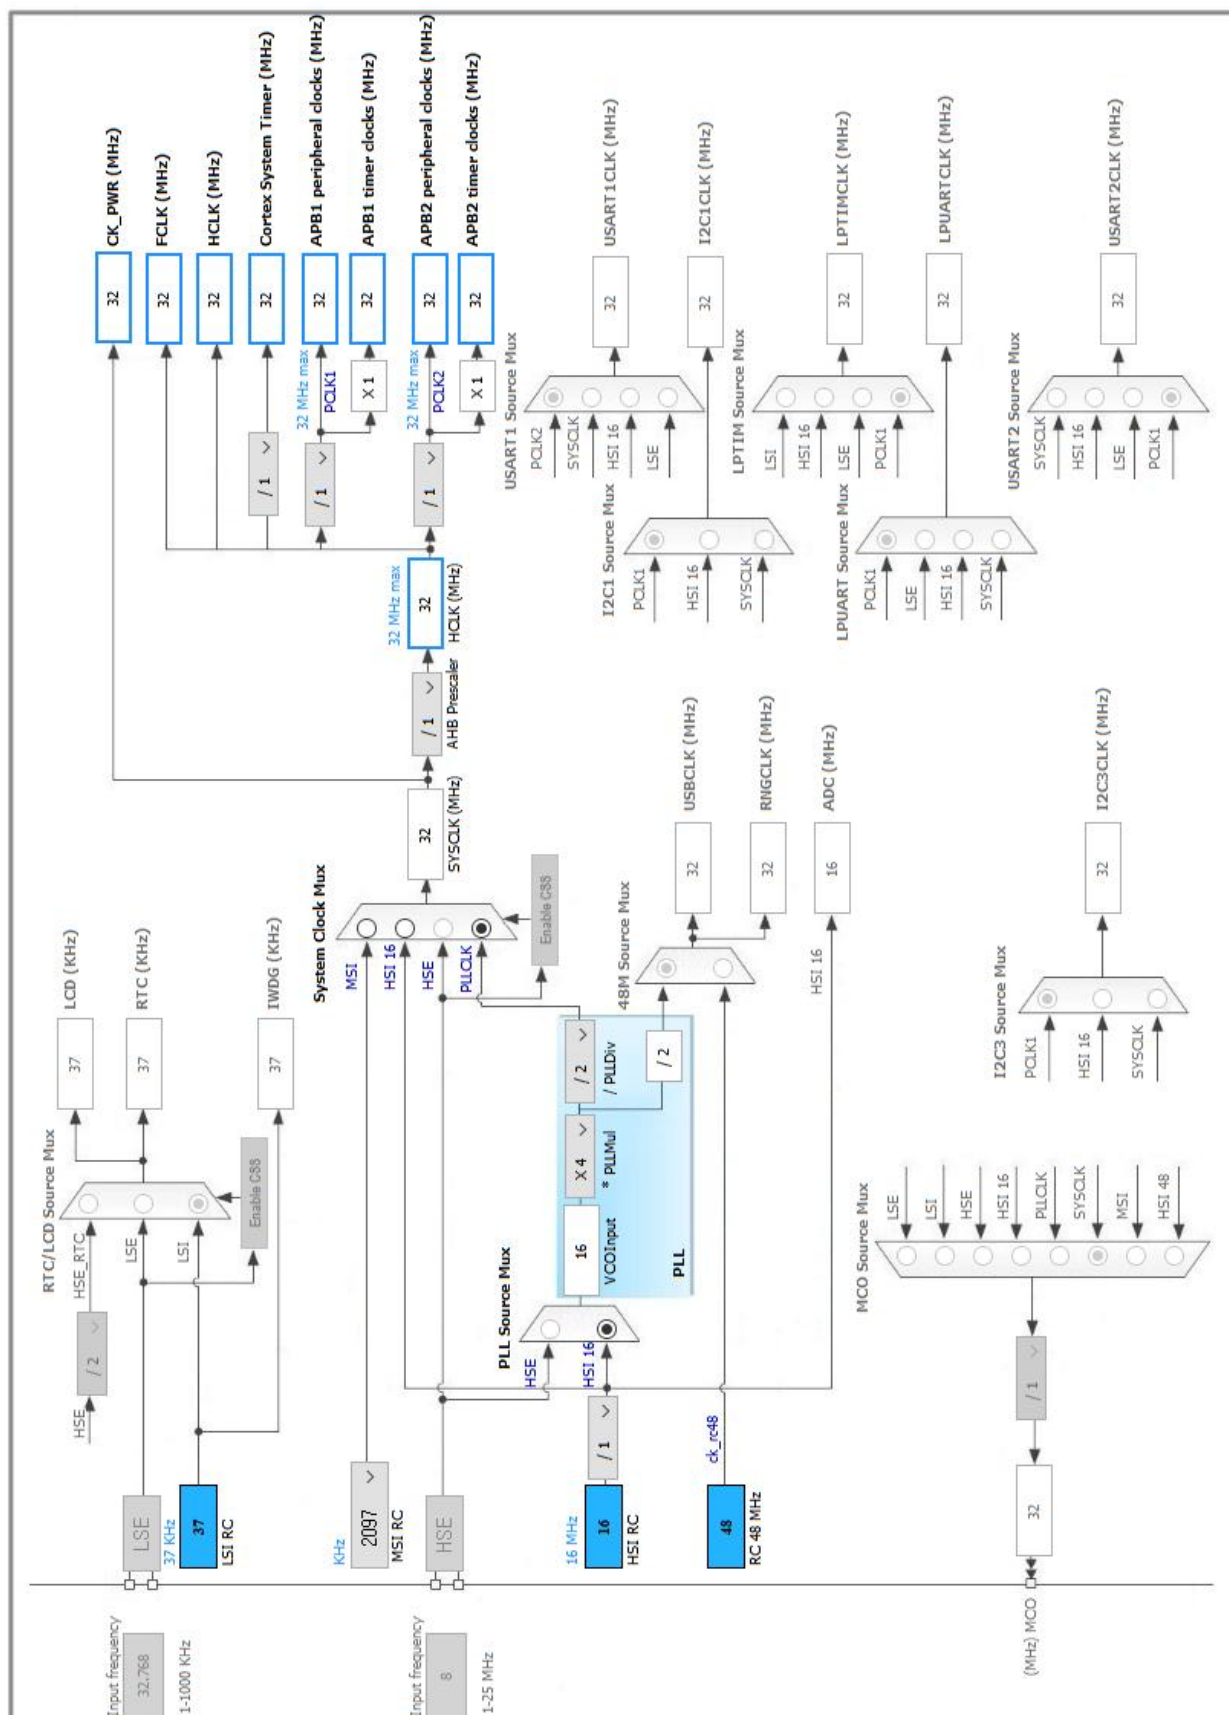 Input frequency
32.768
1-1000 KHz
LSE
37 KHz
37
LSI RC
HSE
/ 2
HSE_RTC
LSE
LSI
RTC/LCD Source Mux
Enable CSS
37
LCD (KHz)
37
RTC (KHz)
37
IWDG (KHz)
Input frequency
8
1-25 MHz
KHz
2097
MSI RC
HSE
16 MHz
16
HSI RC
/ 1
48
RC 48 MHz
ck_rc48
PLL Source Mux
HSE
HSI 16
16
VCOInput
X 4
* PLLMul
/ 2
/ PLLDiv
/ 2
PLL
System Clock Mux
MSI
HSI 16
HSE
PLLCLK
Enable CSS
32
SYSCLK (MHz)
/ 1
AHB Prescaler
32 MHz max
32
HCLK (MHz)
48M Source Mux
32
USBCLK (MHz)
32
RNGCLK (MHz)
HSI 16
16
ADC (MHz)
32
CK_PWR (MHz)
32
FCLK (MHz)
32
HCLK (MHz)
/ 1
32
Cortex System Timer (MHz)
/ 1
32 MHz max
PCLK1
32
APB1 peripheral clocks (MHz)
X 1
32
APB1 timer clocks (MHz)
/ 1
32 MHz max
PCLK2
32
APB2 peripheral clocks (MHz)
X 1
32
APB2 timer clocks (MHz)
USART1 Source Mux
PCLK2
SYSCLK
HSI 16
LSE
32
USART1CLK (MHz)
I2C1 Source Mux
PCLK1
HSI 16
SYSCLK
32
I2C1CLK (MHz)
LPTIM Source Mux
LSI
HSI 16
LSE
PCLK1
32
LPTIMCLK (MHz)
LPUART Source Mux
PCLK1
LSE
HSI 16
SYSCLK
32
LPUARTCLK (MHz)
USART2 Source Mux
SYSCLK
HSI 16
LSE
PCLK1
32
USART2CLK (MHz)
I2C3 Source Mux
PCLK1
HSI 16
SYSCLK
32
I2C3CLK (MHz)
MCO Source Mux
LSE
LSI
HSE
HSI 16
PLLCLK
SYSCLK
MSI
HSI 48
/ 1
32
(MHz) MCO